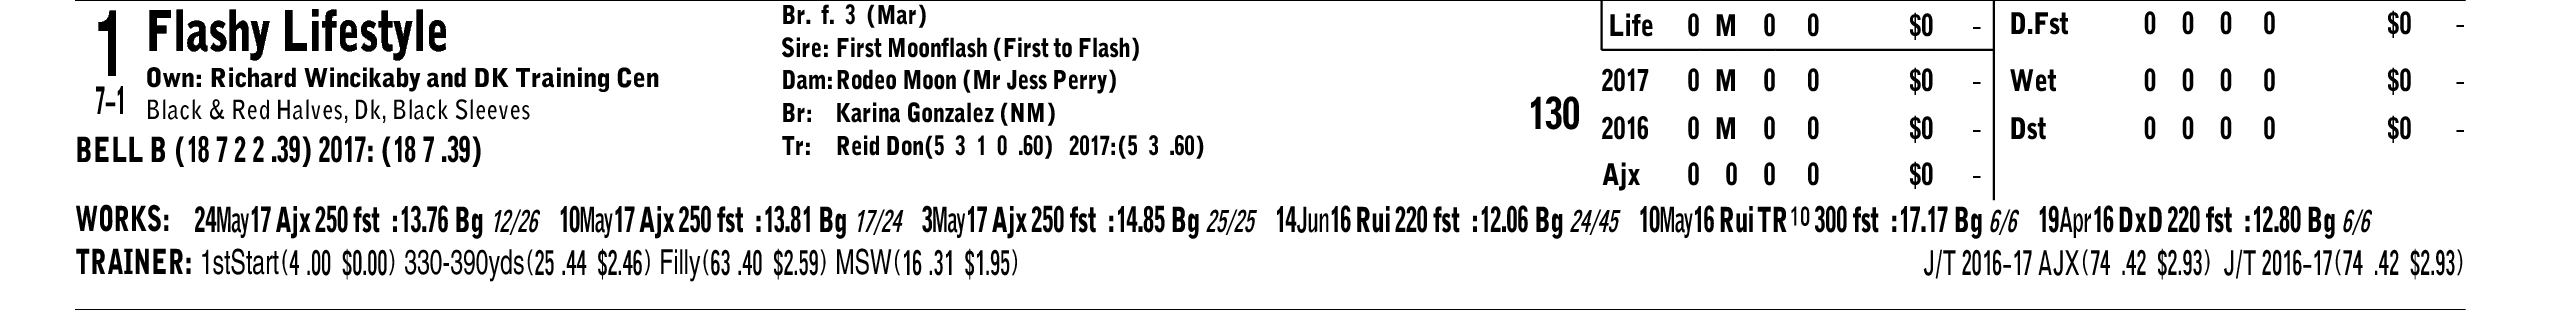 1 Flashy Lifestyle
7–1
Own: Richard Wincikaby and DK Training Cen
Black & Red Halves, Dk, Black Sleeves
BELL B (18 7 2 2 .39) 2017: (18 7 .39)
Br. f. 3 (Mar)
Sire: First Moonflash (First to Flash)
Dam: Rodeo Moon (Mr Jess Perry)
Br: Karina Gonzalez (NM)
Tr: Reid Don(5 3 1 0 .60) 2017:(5 3 .60)
130
Life 0 M 0 0 $0 -
2017 0 M 0 0 $0 -
2016 0 M 0 0 $0 -
Ajx 0 0 0 0 $0 -
D.Fst 0 0 0 0 $0 -
Wet 0 0 0 0 $0 -
Dst 0 0 0 0 $0 -
WORKS: 24May17 Ajx 250 fst :13.76 Bg 12/26 10May17 Ajx 250 fst :13.81 Bg 17/24 3May17 Ajx 250 fst :14.85 Bg 25/25 14Jun16 Rui 220 fst :12.06 Bg 24/45 10May16 Rui TR 10 300 fst :17.17 Bg 6/6 19Apr16 DxD 220 fst :12.80 Bg 6/6
TRAINER: 1stStart(4 .00 $0.00) 330-390yds(25 .44 $2.46) Filly(63 .40 $2.59) MSW(16 .31 $1.95) J/T 2016-17 AJX(74 .42 $2.93) J/T 2016-17(74 .42 $2.93)